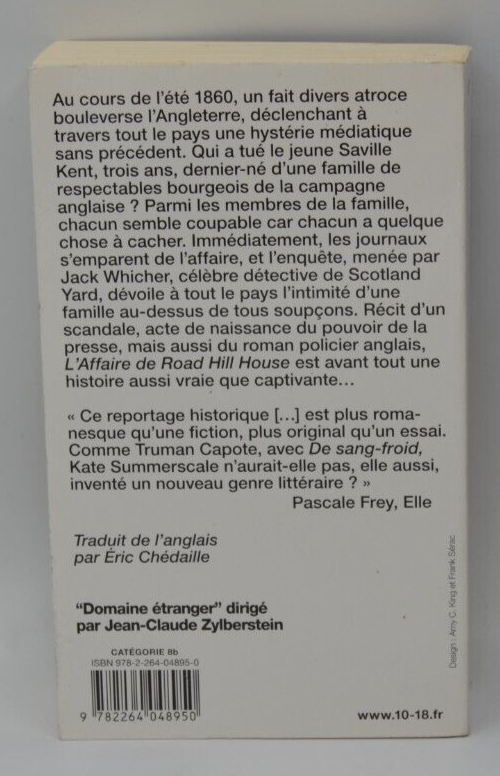 Au cours de l'été 1860, un fait divers atroce
bouleverse l'Angleterre, déclenchant à
travers tout le pays une hystérie médiatique
sans précédent. Qui a tué le jeune Saville
Kent, trois ans, dernier-né d'une famille de
respectables bourgeois de la campagne
anglaise ? Parmi les membres de la famille,
chacun semble coupable car chacun a quelque
chose à cacher. Immédiatement, les journaux
s'emparent de l'affaire, et l'enquête, menée par
Jack Whicher, célèbre détective de Scotland
Yard, dévoile à tout le pays l'intimité d'une
famille au-dessus de tous soupçons. Récit d'un
scandale, acte de naissance du pouvoir de la
presse, mais aussi du roman policier anglais,
L'Affaire de Road Hill House est avant tout une
histoire aussi vraie que captivante...
« Ce reportage historique [...] est plus roma-
nesque qu'une fiction, plus original qu'un essai.
Comme Truman Capote, avec De sang-froid,
Kate Summerscale n'aurait-elle pas, elle aussi,
inventé un nouveau genre littéraire ? »
Pascale Frey, Elle
Traduit de l'anglais
par Éric Chédaille
"Domaine étranger" dirigé
par Jean-Claude Zylberstein
CATÉGORIE 8b
ISBN 978-2-264-04895-0
9 782264 048950
www.10-18.fr
Design : Amy C. King et Frank Sérac